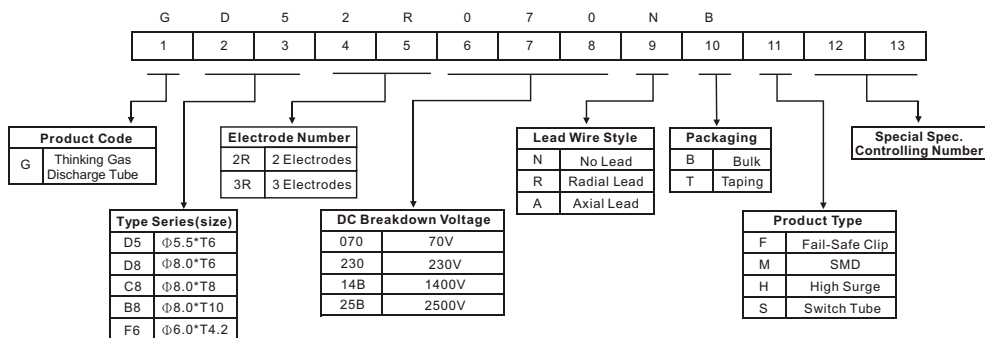 G D 5 2 R 0 7 0 N B
1 2 3 4 5 6 7 8 9 10 11 12 13
Product Code
G Thinking Gas
Discharge Tube
Type Series(size)
D5 Φ5.5*T6
D8 Φ8.0*T6
C8 Φ8.0*T8
B8 Φ8.0*T10
F6 Φ6.0*T4.2
Electrode Number
2R 2 Electrodes
3R 3 Electrodes
DC Breakdown Voltage
070 70V
230 230V
14B 1400V
25B 2500V
Lead Wire Style
N No Lead
R Radial Lead
A Axial Lead
Packaging
B Bulk
T Taping
Product Type
F Fail-Safe Clip
M SMD
H High Surge
S Switch Tube
Special Spec.
Controlling Number